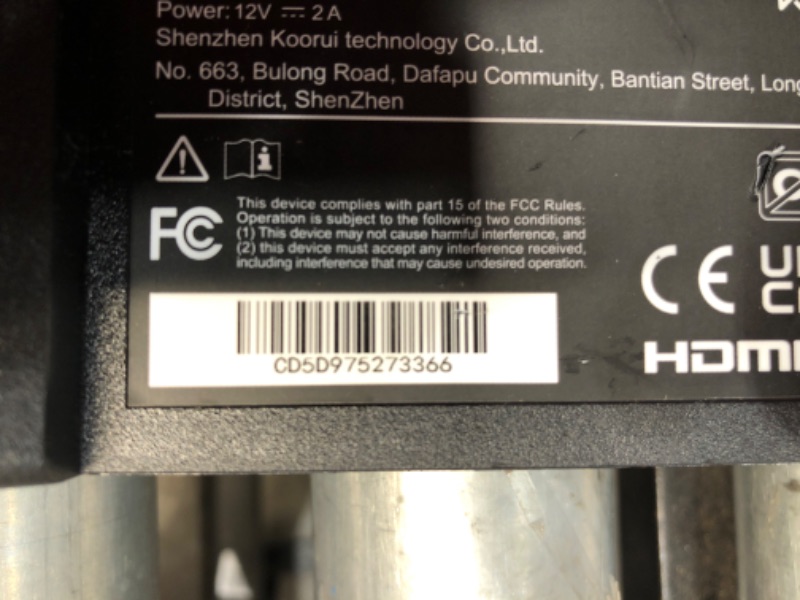 Power: 12V ⎓ 2A
Shenzhen Koorui technology Co.,Ltd.
No. 663, Bulong Road, Dafapu Community, Bantian Street, Long
District, ShenZhen
FC
This device complies with part 15 of the FCC Rules.
Operation is subject to the following two conditions:
(1) This device may not cause harmful interference, and
(2) this device must accept any interference received,
including interference that may cause undesired operation.
CE
CD5D975273366
HDMI